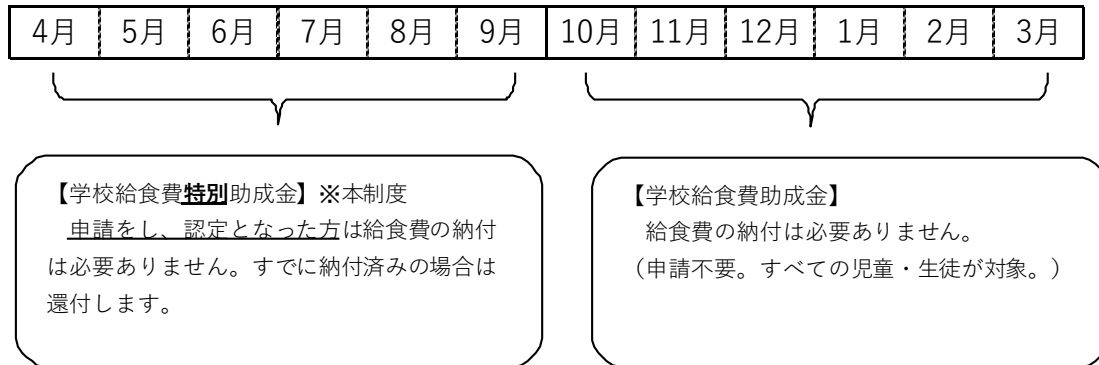 4月 5月 6月 7月 8月 9月 10月 11月 12月 1月 2月 3月
【学校給食費特別助成金】※本制度
申請をし、認定となった方は給食費の納付
は必要ありません。すでに納付済みの場合は
還付します。
【学校給食費助成金】
給食費の納付は必要ありません。
（申請不要。すべての児童・生徒が対象。）